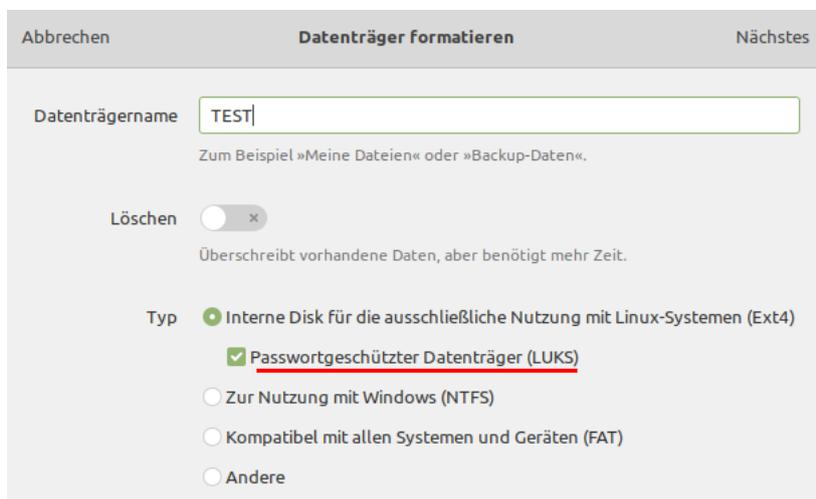 Abbrechen Datenträger formatieren Nächstes
Datenträgername TEST
Zum Beispiel »Meine Dateien« oder »Backup-Daten«.
Löschen
Überschreibt vorhandene Daten, aber benötigt mehr Zeit.
Typ Interne Disk für die ausschließliche Nutzung mit Linux-Systemen (Ext4)
Passwortgeschützter Datenträger (LUKS)
Zur Nutzung mit Windows (NTFS)
Kompatibel mit allen Systemen und Geräten (FAT)
Andere